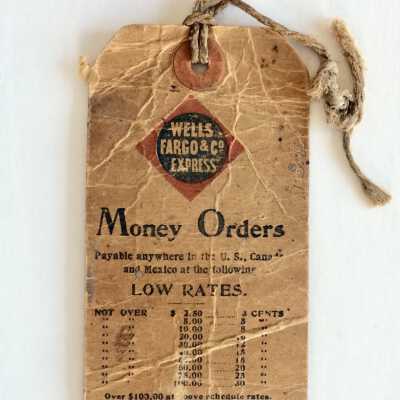 WELLS
FARGO & Co
EXPRESS
Money Orders
Payable anywhere in the U. S., Canada
and Mexico at the following
LOW RATES.
NOT OVER $ 2.50 3 CENTS
" 5.00 "
" 10.00 8 "
" 20.00 10 "
" 30.00 12 "
" 40.00 15 "
" 50.00 18 "
" 60.00 20 "
" 75.00 25 "
" 100.00 30 "
Over $100.00 at above schedule rates.